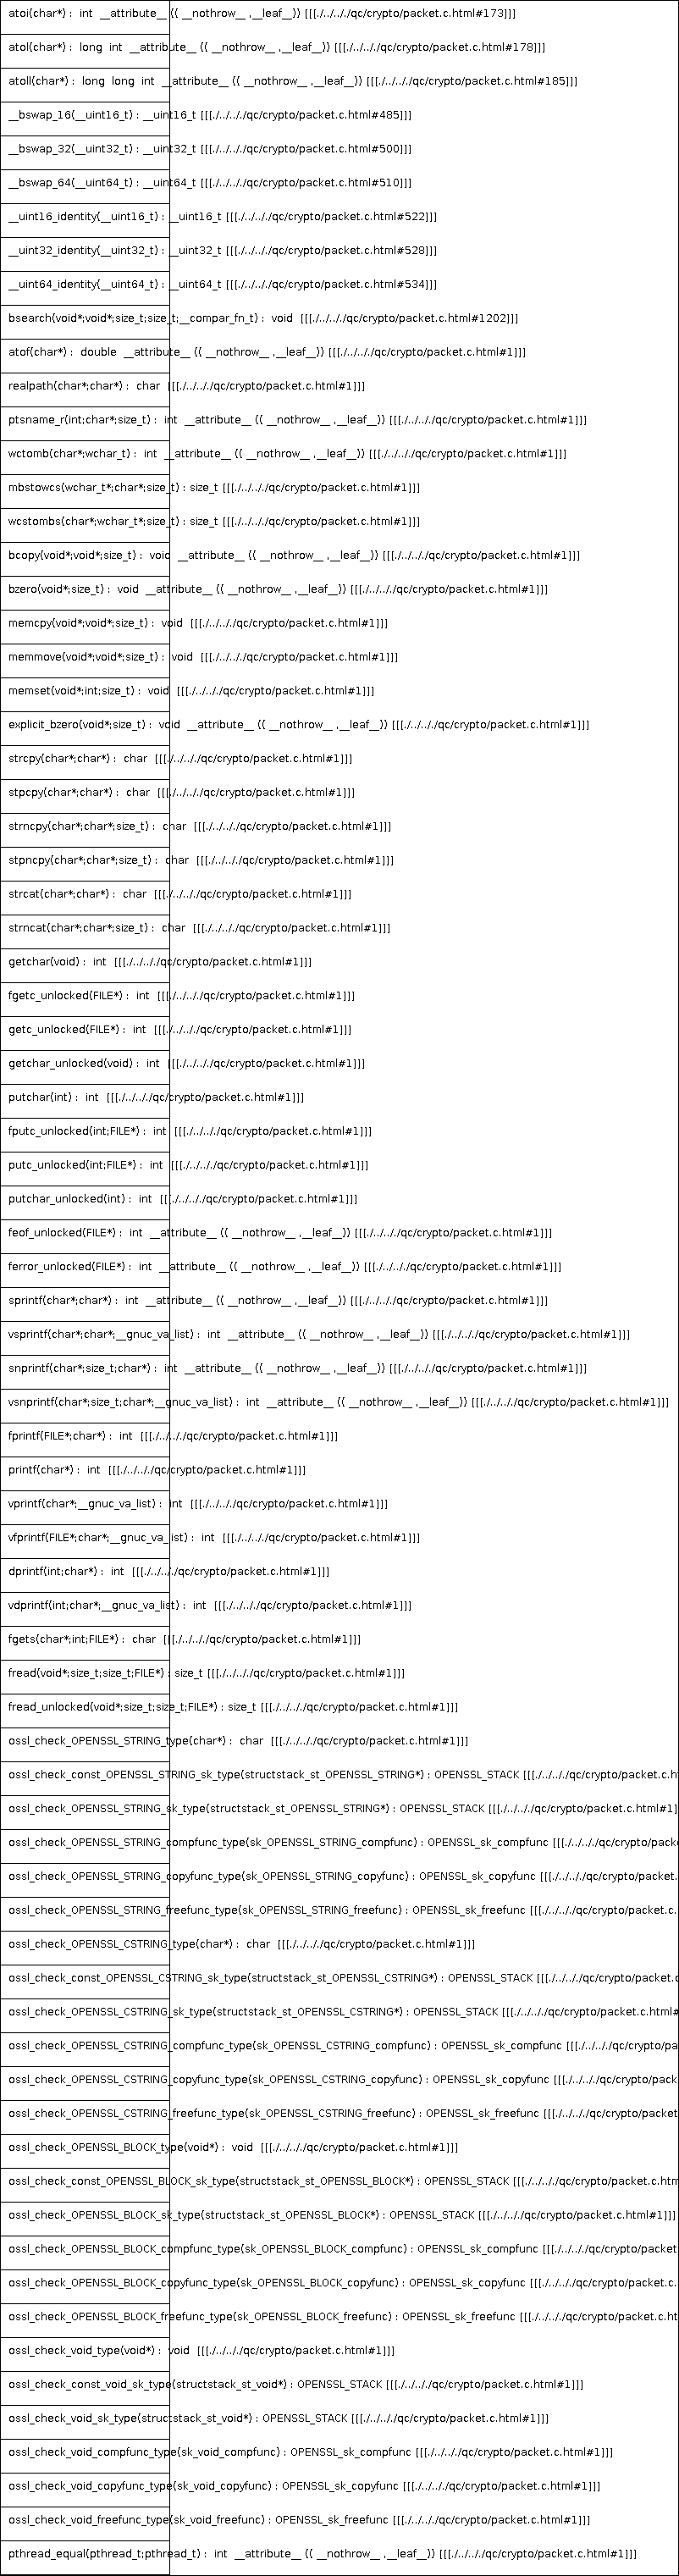 atoi(char*) :  int  __attribute__ (( __nothrow__ ,__leaf__)) [[[./../../../qc/crypto/packet.c.html#173]]]
atol(char*) :  long  int  __attribute__ (( __nothrow__ ,__leaf__)) [[[./../../../qc/crypto/packet.c.html#178]]]
atoll(char*) :  long  long  int  __attribute__ (( __nothrow__ ,__leaf__)) [[[./../../../qc/crypto/packet.c.html#185]]]
__bswap_16(__uint16_t) : __uint16_t [[[./../../../qc/crypto/packet.c.html#485]]]
__bswap_32(__uint32_t) : __uint32_t [[[./../../../qc/crypto/packet.c.html#500]]]
__bswap_64(__uint64_t) : __uint64_t [[[./../../../qc/crypto/packet.c.html#510]]]
__uint16_identity(__uint16_t) : __uint16_t [[[./../../../qc/crypto/packet.c.html#522]]]
__uint32_identity(__uint32_t) : __uint32_t [[[./../../../qc/crypto/packet.c.html#528]]]
__uint64_identity(__uint64_t) : __uint64_t [[[./../../../qc/crypto/packet.c.html#534]]]
bsearch(void*;void*;size_t;size_t;__compar_fn_t) :  void  [[[./../../../qc/crypto/packet.c.html#1202]]]
atof(char*) :  double  __attribute__ (( __nothrow__ ,__leaf__)) [[[./../../../qc/crypto/packet.c.html#1]]]
realpath(char*;char*) :  char  [[[./../../../qc/crypto/packet.c.html#1]]]
ptsname_r(int;char*;size_t) :  int  __attribute__ (( __nothrow__ ,__leaf__)) [[[./../../../qc/crypto/packet.c.html#1]]]
wctomb(char*;wchar_t) :  int  __attribute__ (( __nothrow__ ,__leaf__)) [[[./../../../qc/crypto/packet.c.html#1]]]
mbstowcs(wchar_t*;char*;size_t) : size_t [[[./../../../qc/crypto/packet.c.html#1]]]
wcstombs(char*;wchar_t*;size_t) : size_t [[[./../../../qc/crypto/packet.c.html#1]]]
bcopy(void*;void*;size_t) :  void  __attribute__ (( __nothrow__ ,__leaf__)) [[[./../../../qc/crypto/packet.c.html#1]]]
bzero(void*;size_t) :  void  __attribute__ (( __nothrow__ ,__leaf__)) [[[./../../../qc/crypto/packet.c.html#1]]]
memcpy(void*;void*;size_t) :  void  [[[./../../../qc/crypto/packet.c.html#1]]]
memmove(void*;void*;size_t) :  void  [[[./../../../qc/crypto/packet.c.html#1]]]
memset(void*;int;size_t) :  void  [[[./../../../qc/crypto/packet.c.html#1]]]
explicit_bzero(void*;size_t) :  void  __attribute__ (( __nothrow__ ,__leaf__)) [[[./../../../qc/crypto/packet.c.html#1]]]
strcpy(char*;char*) :  char  [[[./../../../qc/crypto/packet.c.html#1]]]
stpcpy(char*;char*) :  char  [[[./../../../qc/crypto/packet.c.html#1]]]
strncpy(char*;char*;size_t) :  char  [[[./../../../qc/crypto/packet.c.html#1]]]
stpncpy(char*;char*;size_t) :  char  [[[./../../../qc/crypto/packet.c.html#1]]]
strcat(char*;char*) :  char  [[[./../../../qc/crypto/packet.c.html#1]]]
strncat(char*;char*;size_t) :  char  [[[./../../../qc/crypto/packet.c.html#1]]]
getchar(void) :  int  [[[./../../../qc/crypto/packet.c.html#1]]]
fgetc_unlocked(FILE*) :  int  [[[./../../../qc/crypto/packet.c.html#1]]]
getc_unlocked(FILE*) :  int  [[[./../../../qc/crypto/packet.c.html#1]]]
getchar_unlocked(void) :  int  [[[./../../../qc/crypto/packet.c.html#1]]]
putchar(int) :  int  [[[./../../../qc/crypto/packet.c.html#1]]]
fputc_unlocked(int;FILE*) :  int  [[[./../../../qc/crypto/packet.c.html#1]]]
putc_unlocked(int;FILE*) :  int  [[[./../../../qc/crypto/packet.c.html#1]]]
putchar_unlocked(int) :  int  [[[./../../../qc/crypto/packet.c.html#1]]]
feof_unlocked(FILE*) :  int  __attribute__ (( __nothrow__ ,__leaf__)) [[[./../../../qc/crypto/packet.c.html#1]]]
ferror_unlocked(FILE*) :  int  __attribute__ (( __nothrow__ ,__leaf__)) [[[./../../../qc/crypto/packet.c.html#1]]]
sprintf(char*;char*) :  int  __attribute__ (( __nothrow__ ,__leaf__)) [[[./../../../qc/crypto/packet.c.html#1]]]
vsprintf(char*;char*;__gnuc_va_list) :  int  __attribute__ (( __nothrow__ ,__leaf__)) [[[./../../../qc/crypto/packet.c.html#1]]]
snprintf(char*;size_t;char*) :  int  __attribute__ (( __nothrow__ ,__leaf__)) [[[./../../../qc/crypto/packet.c.html#1]]]
vsnprintf(char*;size_t;char*;__gnuc_va_list) :  int  __attribute__ (( __nothrow__ ,__leaf__)) [[[./../../../qc/crypto/packet.c.html#1]]]
fprintf(FILE*;char*) :  int  [[[./../../../qc/crypto/packet.c.html#1]]]
printf(char*) :  int  [[[./../../../qc/crypto/packet.c.html#1]]]
vprintf(char*;__gnuc_va_list) :  int  [[[./../../../qc/crypto/packet.c.html#1]]]
vfprintf(FILE*;char*;__gnuc_va_list) :  int  [[[./../../../qc/crypto/packet.c.html#1]]]
dprintf(int;char*) :  int  [[[./../../../qc/crypto/packet.c.html#1]]]
vdprintf(int;char*;__gnuc_va_list) :  int  [[[./../../../qc/crypto/packet.c.html#1]]]
fgets(char*;int;FILE*) :  char  [[[./../../../qc/crypto/packet.c.html#1]]]
fread(void*;size_t;size_t;FILE*) : size_t [[[./../../../qc/crypto/packet.c.html#1]]]
fread_unlocked(void*;size_t;size_t;FILE*) : size_t [[[./../../../qc/crypto/packet.c.html#1]]]
ossl_check_OPENSSL_STRING_type(char*) :  char  [[[./../../../qc/crypto/packet.c.html#1]]]
ossl_check_const_OPENSSL_STRING_sk_type(structstack_st_OPENSSL_STRING*) : OPENSSL_STACK [[[./../../../qc/crypto/packet.c.ht
ossl_check_OPENSSL_STRING_sk_type(structstack_st_OPENSSL_STRING*) : OPENSSL_STACK [[[./../../../qc/crypto/packet.c.html#1]
ossl_check_OPENSSL_STRING_compfunc_type(sk_OPENSSL_STRING_compfunc) : OPENSSL_sk_compfunc [[[./../../../qc/crypto/packe
ossl_check_OPENSSL_STRING_copyfunc_type(sk_OPENSSL_STRING_copyfunc) : OPENSSL_sk_copyfunc [[[./../../../qc/crypto/packet.
ossl_check_OPENSSL_STRING_freefunc_type(sk_OPENSSL_STRING_freefunc) : OPENSSL_sk_freefunc [[[./../../../qc/crypto/packet.c.
ossl_check_OPENSSL_CSTRING_type(char*) :  char  [[[./../../../qc/crypto/packet.c.html#1]]]
ossl_check_const_OPENSSL_CSTRING_sk_type(structstack_st_OPENSSL_CSTRING*) : OPENSSL_STACK [[[./../../../qc/crypto/packet.c
ossl_check_OPENSSL_CSTRING_sk_type(structstack_st_OPENSSL_CSTRING*) : OPENSSL_STACK [[[./../../../qc/crypto/packet.c.html#
ossl_check_OPENSSL_CSTRING_compfunc_type(sk_OPENSSL_CSTRING_compfunc) : OPENSSL_sk_compfunc [[[./../../../qc/crypto/pa
ossl_check_OPENSSL_CSTRING_copyfunc_type(sk_OPENSSL_CSTRING_copyfunc) : OPENSSL_sk_copyfunc [[[./../../../qc/crypto/pack
ossl_check_OPENSSL_CSTRING_freefunc_type(sk_OPENSSL_CSTRING_freefunc) : OPENSSL_sk_freefunc [[[./../../../qc/crypto/packet
ossl_check_OPENSSL_BLOCK_type(void*) :  void  [[[./../../../qc/crypto/packet.c.html#1]]]
ossl_check_const_OPENSSL_BLOCK_sk_type(structstack_st_OPENSSL_BLOCK*) : OPENSSL_STACK [[[./../../../qc/crypto/packet.c.htm
ossl_check_OPENSSL_BLOCK_sk_type(structstack_st_OPENSSL_BLOCK*) : OPENSSL_STACK [[[./../../../qc/crypto/packet.c.html#1]]]
ossl_check_OPENSSL_BLOCK_compfunc_type(sk_OPENSSL_BLOCK_compfunc) : OPENSSL_sk_compfunc [[[./../../../qc/crypto/packet
ossl_check_OPENSSL_BLOCK_copyfunc_type(sk_OPENSSL_BLOCK_copyfunc) : OPENSSL_sk_copyfunc [[[./../../../qc/crypto/packet.c.
ossl_check_OPENSSL_BLOCK_freefunc_type(sk_OPENSSL_BLOCK_freefunc) : OPENSSL_sk_freefunc [[[./../../../qc/crypto/packet.c.ht
ossl_check_void_type(void*) :  void  [[[./../../../qc/crypto/packet.c.html#1]]]
ossl_check_const_void_sk_type(structstack_st_void*) : OPENSSL_STACK [[[./../../../qc/crypto/packet.c.html#1]]]
ossl_check_void_sk_type(structstack_st_void*) : OPENSSL_STACK [[[./../../../qc/crypto/packet.c.html#1]]]
ossl_check_void_compfunc_type(sk_void_compfunc) : OPENSSL_sk_compfunc [[[./../../../qc/crypto/packet.c.html#1]]]
ossl_check_void_copyfunc_type(sk_void_copyfunc) : OPENSSL_sk_copyfunc [[[./../../../qc/crypto/packet.c.html#1]]]
ossl_check_void_freefunc_type(sk_void_freefunc) : OPENSSL_sk_freefunc [[[./../../../qc/crypto/packet.c.html#1]]]
pthread_equal(pthread_t;pthread_t) :  int  __attribute__ (( __nothrow__ ,__leaf__)) [[[./../../../qc/crypto/packet.c.html#1]]]